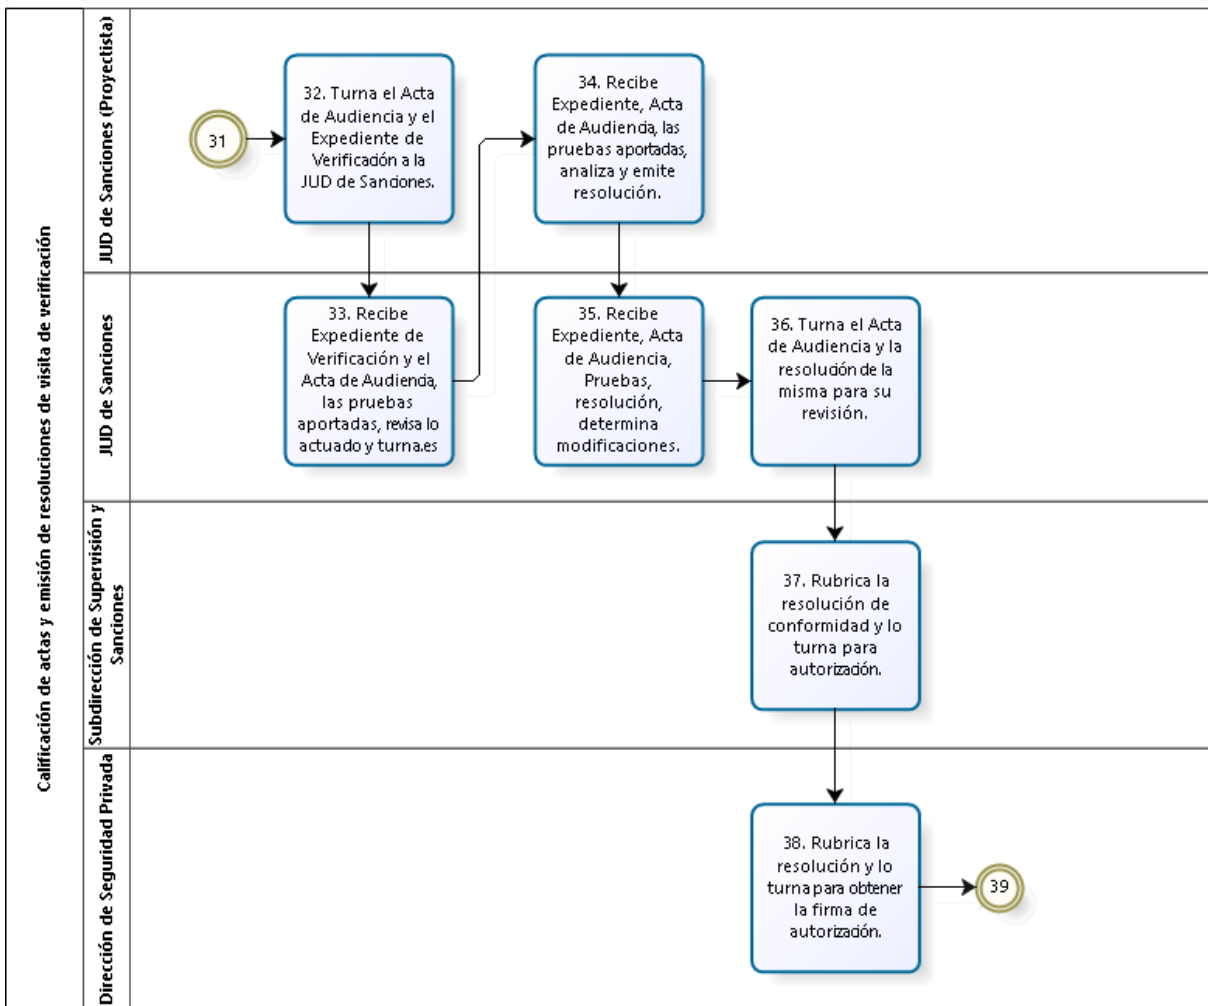 Calificación de actas y emisión de resoluciones de visita de verificación
JUD de Sanciones (Proyectista)
31
32. Turna el Acta
de Audiencia y el
Expediente de
Verificación a la
JUD de Sanciones.
34. Recibe
Expediente, Acta
de Audiencia, las
pruebas aportadas,
analiza y emite
resolución.
JUD de Sanciones
33. Recibe
Expediente de
Verificación y el
Acta de Audiencia,
las pruebas
aportadas, revisa lo
actuado y turna.es
35. Recibe
Expediente, Acta
de Audiencia,
Pruebas,
resolución,
determina
modificaciones.
36. Turna el Acta
de Audiencia y la
resolución de la
misma para su
revisión.
Subdirección de Supervisión y
Sanciones
37. Rubrica la
resolución de
conformidad y lo
turna para
autorización.
Dirección de Seguridad Privada
38. Rubrica la
resolución y lo
turna para obtener
la firma de
autorización.
39